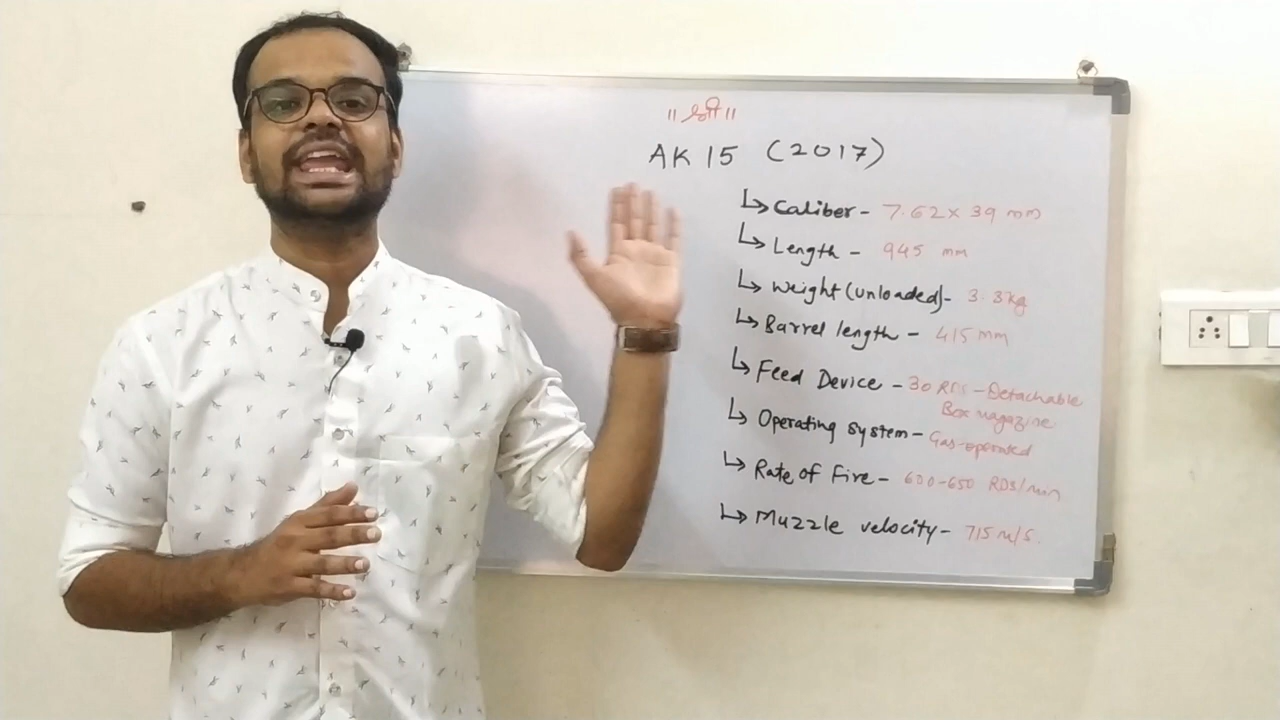 ॥ श्री ॥
AK 15 (2017)
↳ Caliber - 7.62 x 39 mm
↳ Length - 945 mm
↳ Weight (unloaded) - 3.3kg
↳ Barrel length - 415 mm
↳ Feed Device - 30 RDS - Detachable
Box magazine
↳ Operating system - Gas-operated
↳ Rate of Fire - 600-650 RDS/min
↳ Muzzle velocity - 715 m/s.